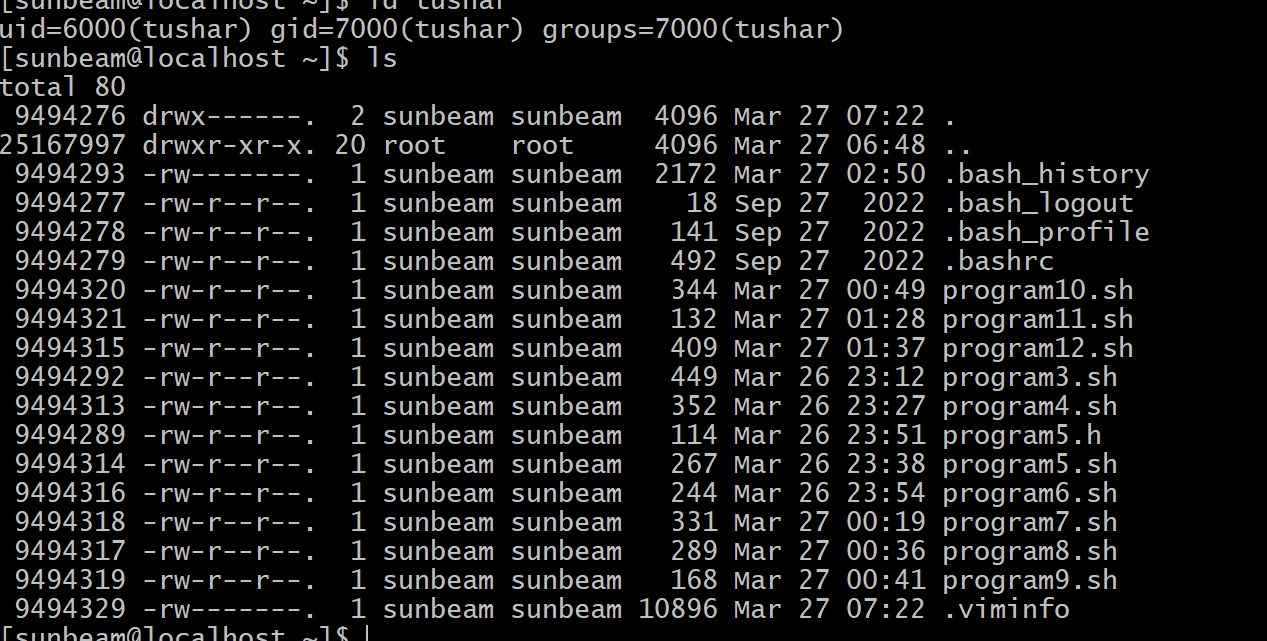 [sunbeam@localhost ~]$ id tushar
uid=6000(tushar) gid=7000(tushar) groups=7000(tushar)
[sunbeam@localhost ~]$ ls
total 80
 9494276 drwx------.  2 sunbeam sunbeam  4096 Mar 27 07:22 .
25167997 drwxr-xr-x. 20 root    root     4096 Mar 27 06:48 ..
 9494293 -rw-------.  1 sunbeam sunbeam  2172 Mar 27 02:50 .bash_history
 9494277 -rw-r--r--.  1 sunbeam sunbeam    18 Sep 27  2022 .bash_logout
 9494278 -rw-r--r--.  1 sunbeam sunbeam   141 Sep 27  2022 .bash_profile
 9494279 -rw-r--r--.  1 sunbeam sunbeam   492 Sep 27  2022 .bashrc
 9494320 -rw-r--r--.  1 sunbeam sunbeam   344 Mar 27 00:49 program10.sh
 9494321 -rw-r--r--.  1 sunbeam sunbeam   132 Mar 27 01:28 program11.sh
 9494315 -rw-r--r--.  1 sunbeam sunbeam   409 Mar 27 01:37 program12.sh
 9494292 -rw-r--r--.  1 sunbeam sunbeam   449 Mar 26 23:12 program3.sh
 9494313 -rw-r--r--.  1 sunbeam sunbeam   352 Mar 26 23:27 program4.sh
 9494289 -rw-r--r--.  1 sunbeam sunbeam   114 Mar 26 23:51 program5.h
 9494314 -rw-r--r--.  1 sunbeam sunbeam   267 Mar 26 23:38 program5.sh
 9494316 -rw-r--r--.  1 sunbeam sunbeam   244 Mar 26 23:54 program6.sh
 9494318 -rw-r--r--.  1 sunbeam sunbeam   331 Mar 27 00:19 program7.sh
 9494317 -rw-r--r--.  1 sunbeam sunbeam   289 Mar 27 00:36 program8.sh
 9494319 -rw-r--r--.  1 sunbeam sunbeam   168 Mar 27 00:41 program9.sh
 9494329 -rw-------.  1 sunbeam sunbeam 10896 Mar 27 07:22 .viminfo
[sunbeam@localhost ~]$